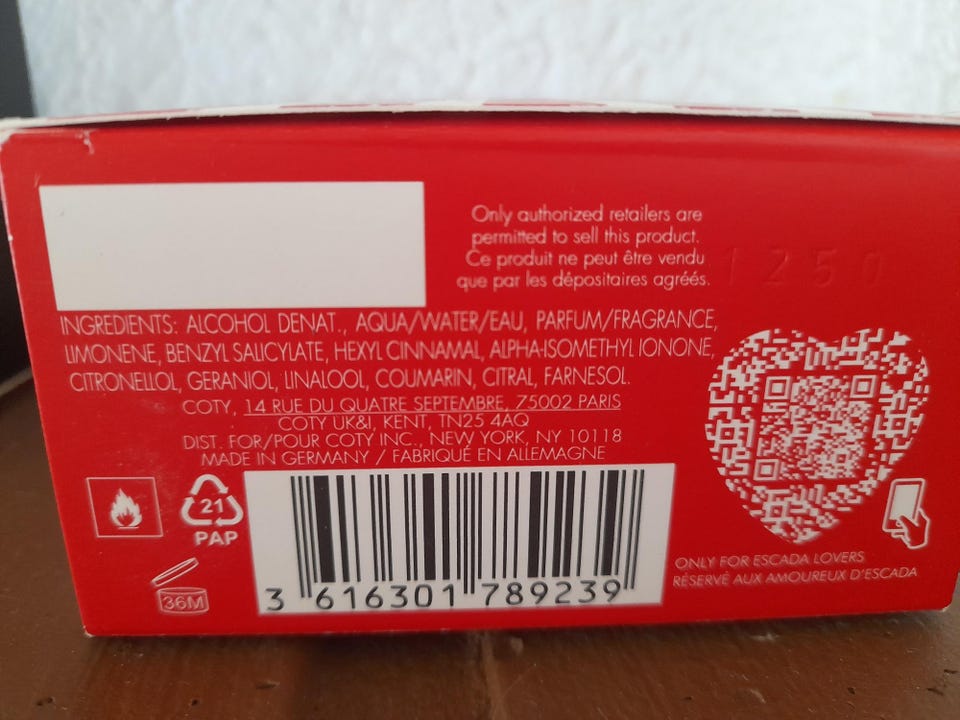 Only authorized retailers are
permitted to sell this product.
Ce produit ne peut être vendu
que par les dépositaires agréés.
1250
INGREDIENTS: ALCOHOL DENAT., AQUA/WATER/EAU, PARFUM/FRAGRANCE,
LIMONENE, BENZYL SALICYLATE, HEXYL CINNAMAL, ALPHA-ISOMETHYL IONONE,
CITRONELLOL, GERANIOL, LINALOOL, COUMARIN, CITRAL, FARNESOL.
COTY, 14 RUE DU QUATRE SEPTEMBRE, 75002 PARIS
COTY UK&I, KENT, TN25 4AQ
DIST. FOR/POUR COTY INC., NEW YORK, NY 10118
MADE IN GERMANY / FABRIQUÉ EN ALLEMAGNE
21
PAP
36M
3 616301 789239
ONLY FOR ESCADA LOVERS
RÉSERVÉ AUX AMOUREUX D'ESCADA